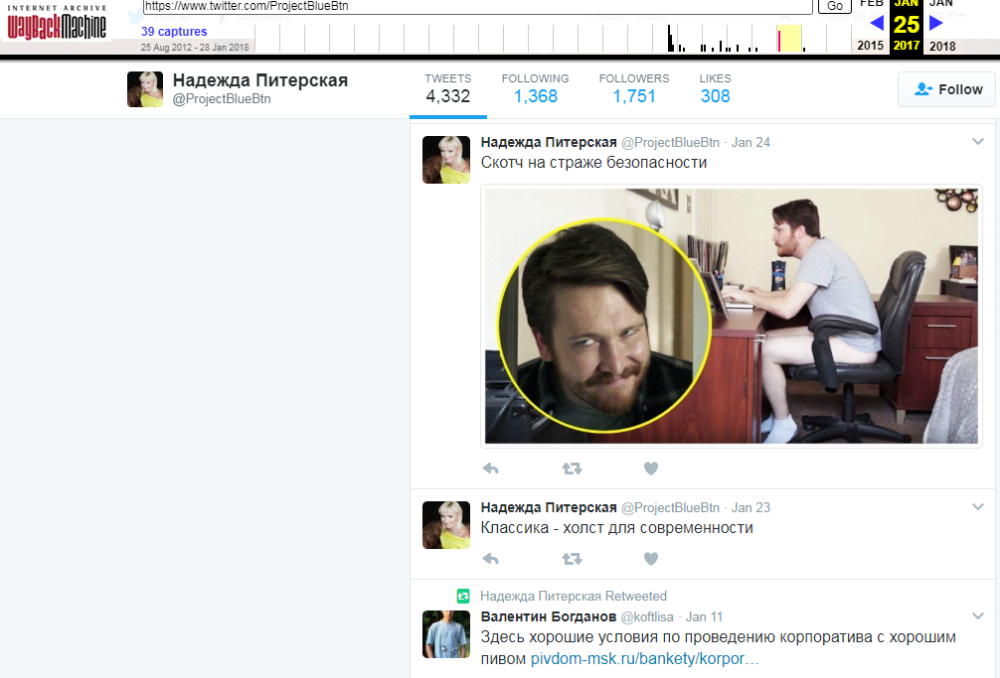 INTERNET ARCHIVE
WayBackMachine
https://www.twitter.com/ProjectBlueBtn
Go
39 captures
25 Aug 2012 - 28 Jan 2018
FEB JAN JAN
25
2015 2017 2018
Надежда Питерская
@ProjectBlueBtn
TWEETS FOLLOWING FOLLOWERS LIKES
4,332 1,368 1,751 308
Follow
Надежда Питерская @ProjectBlueBtn · Jan 24
Скотч на страже безопасности
Надежда Питерская @ProjectBlueBtn · Jan 23
Классика - холст для современности
Надежда Питерская Retweeted
Валентин Богданов @koftlisa · Jan 11
Здесь хорошие условия по проведению корпоратива с хорошим
пивом pivdom-msk.ru/bankety/korpor…